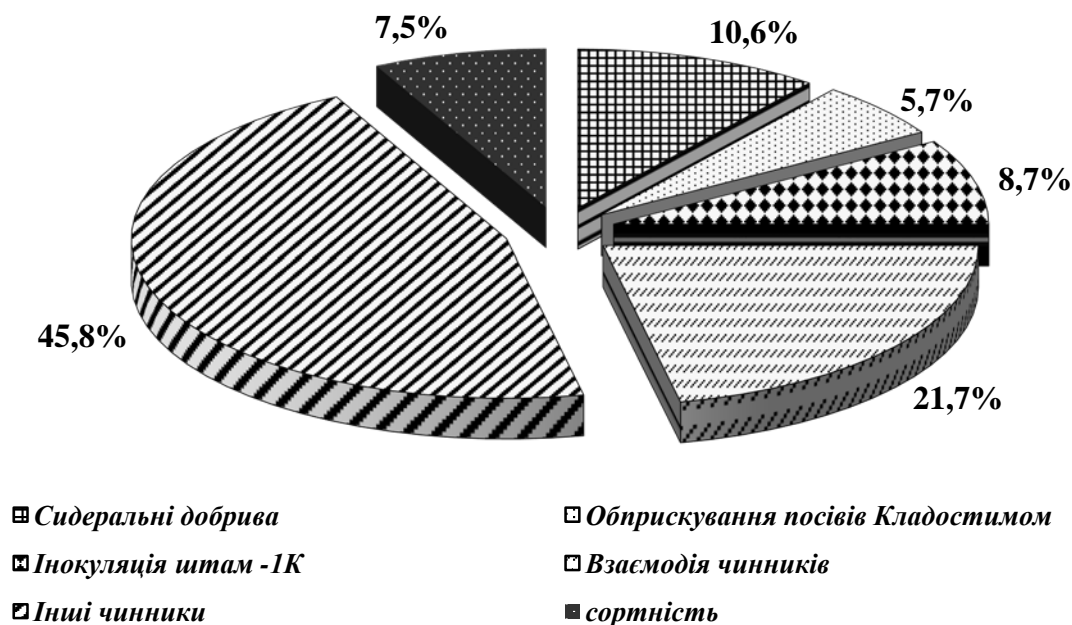 7,5%
10,6%
5,7%
8,7%
45,8%
21,7%
Сидеральні добрива
Обприскування посівів Кладостимом
Інокуляція штам -1К
Взаємодія чинників
Інші чинники
сортність